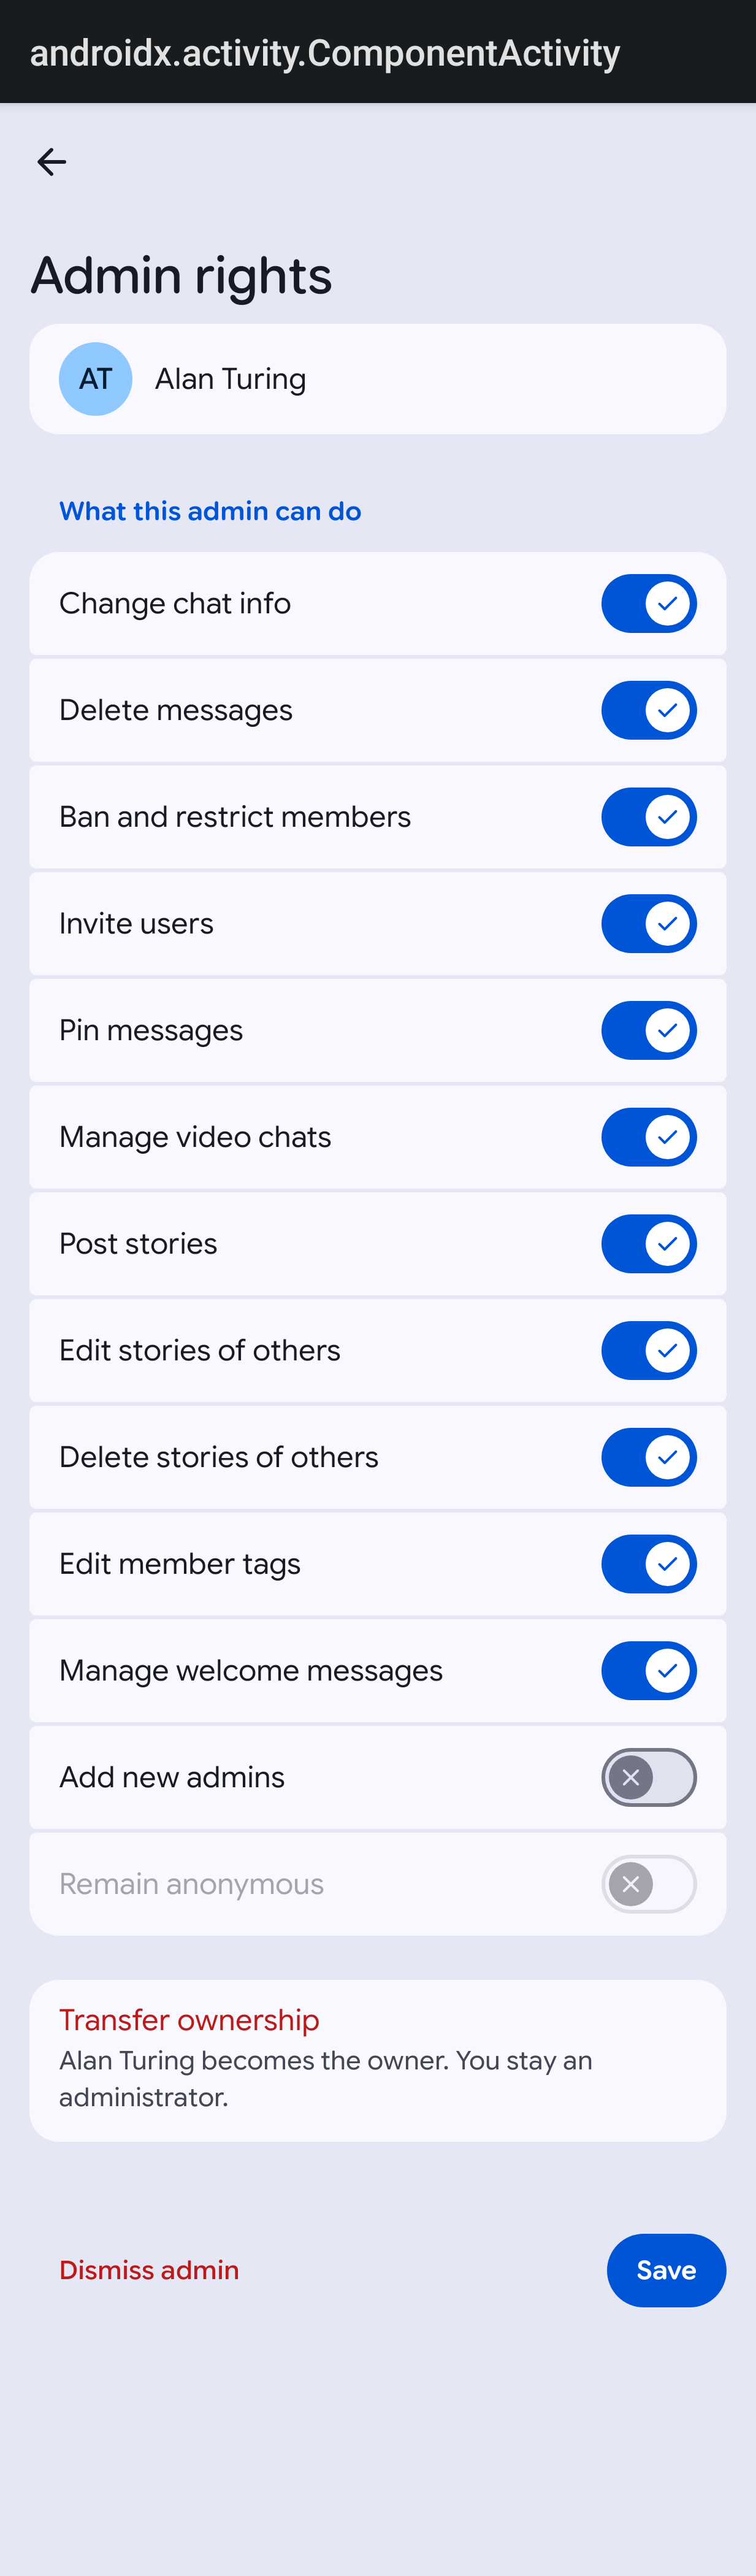 androidx.activity.ComponentActivity
Admin rights
AT
Alan Turing
What this admin can do
Change chat info
Delete messages
Ban and restrict members
Invite users
Pin messages
Manage video chats
Post stories
Edit stories of others
Delete stories of others
Edit member tags
Manage welcome messages
Add new admins
Remain anonymous
Transfer ownership
Alan Turing becomes the owner. You stay an
administrator.
Dismiss admin
Save